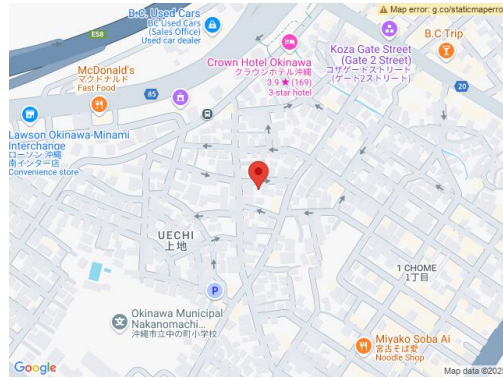 B.C. Used Cars
(Sales Office)
BC Used Cars
Used car dealer
Map error: g.co/staticmaperro
E58
B.C Trip
Koza Gate Street
(Gate 2 Street)
コザゲートストリート
(ゲート2ストリート)
Crown Hotel Okinawa
クラウンホテル沖縄
3.9 ★ (169)
3-star hotel
McDonald's
マクドナルド
Fast Food
85
20
Lawson Okinawa-Minami
Interchange
ローソン 沖縄
南インター店
Convenience store
UECHI
上地
1 CHOME
1丁目
P
Okinawa Municipal
Nakanomachi...
沖縄市立中の町小学校
Miyako Soba Ai
宮古そば愛
Noodle Shop
Google
Map data ©202